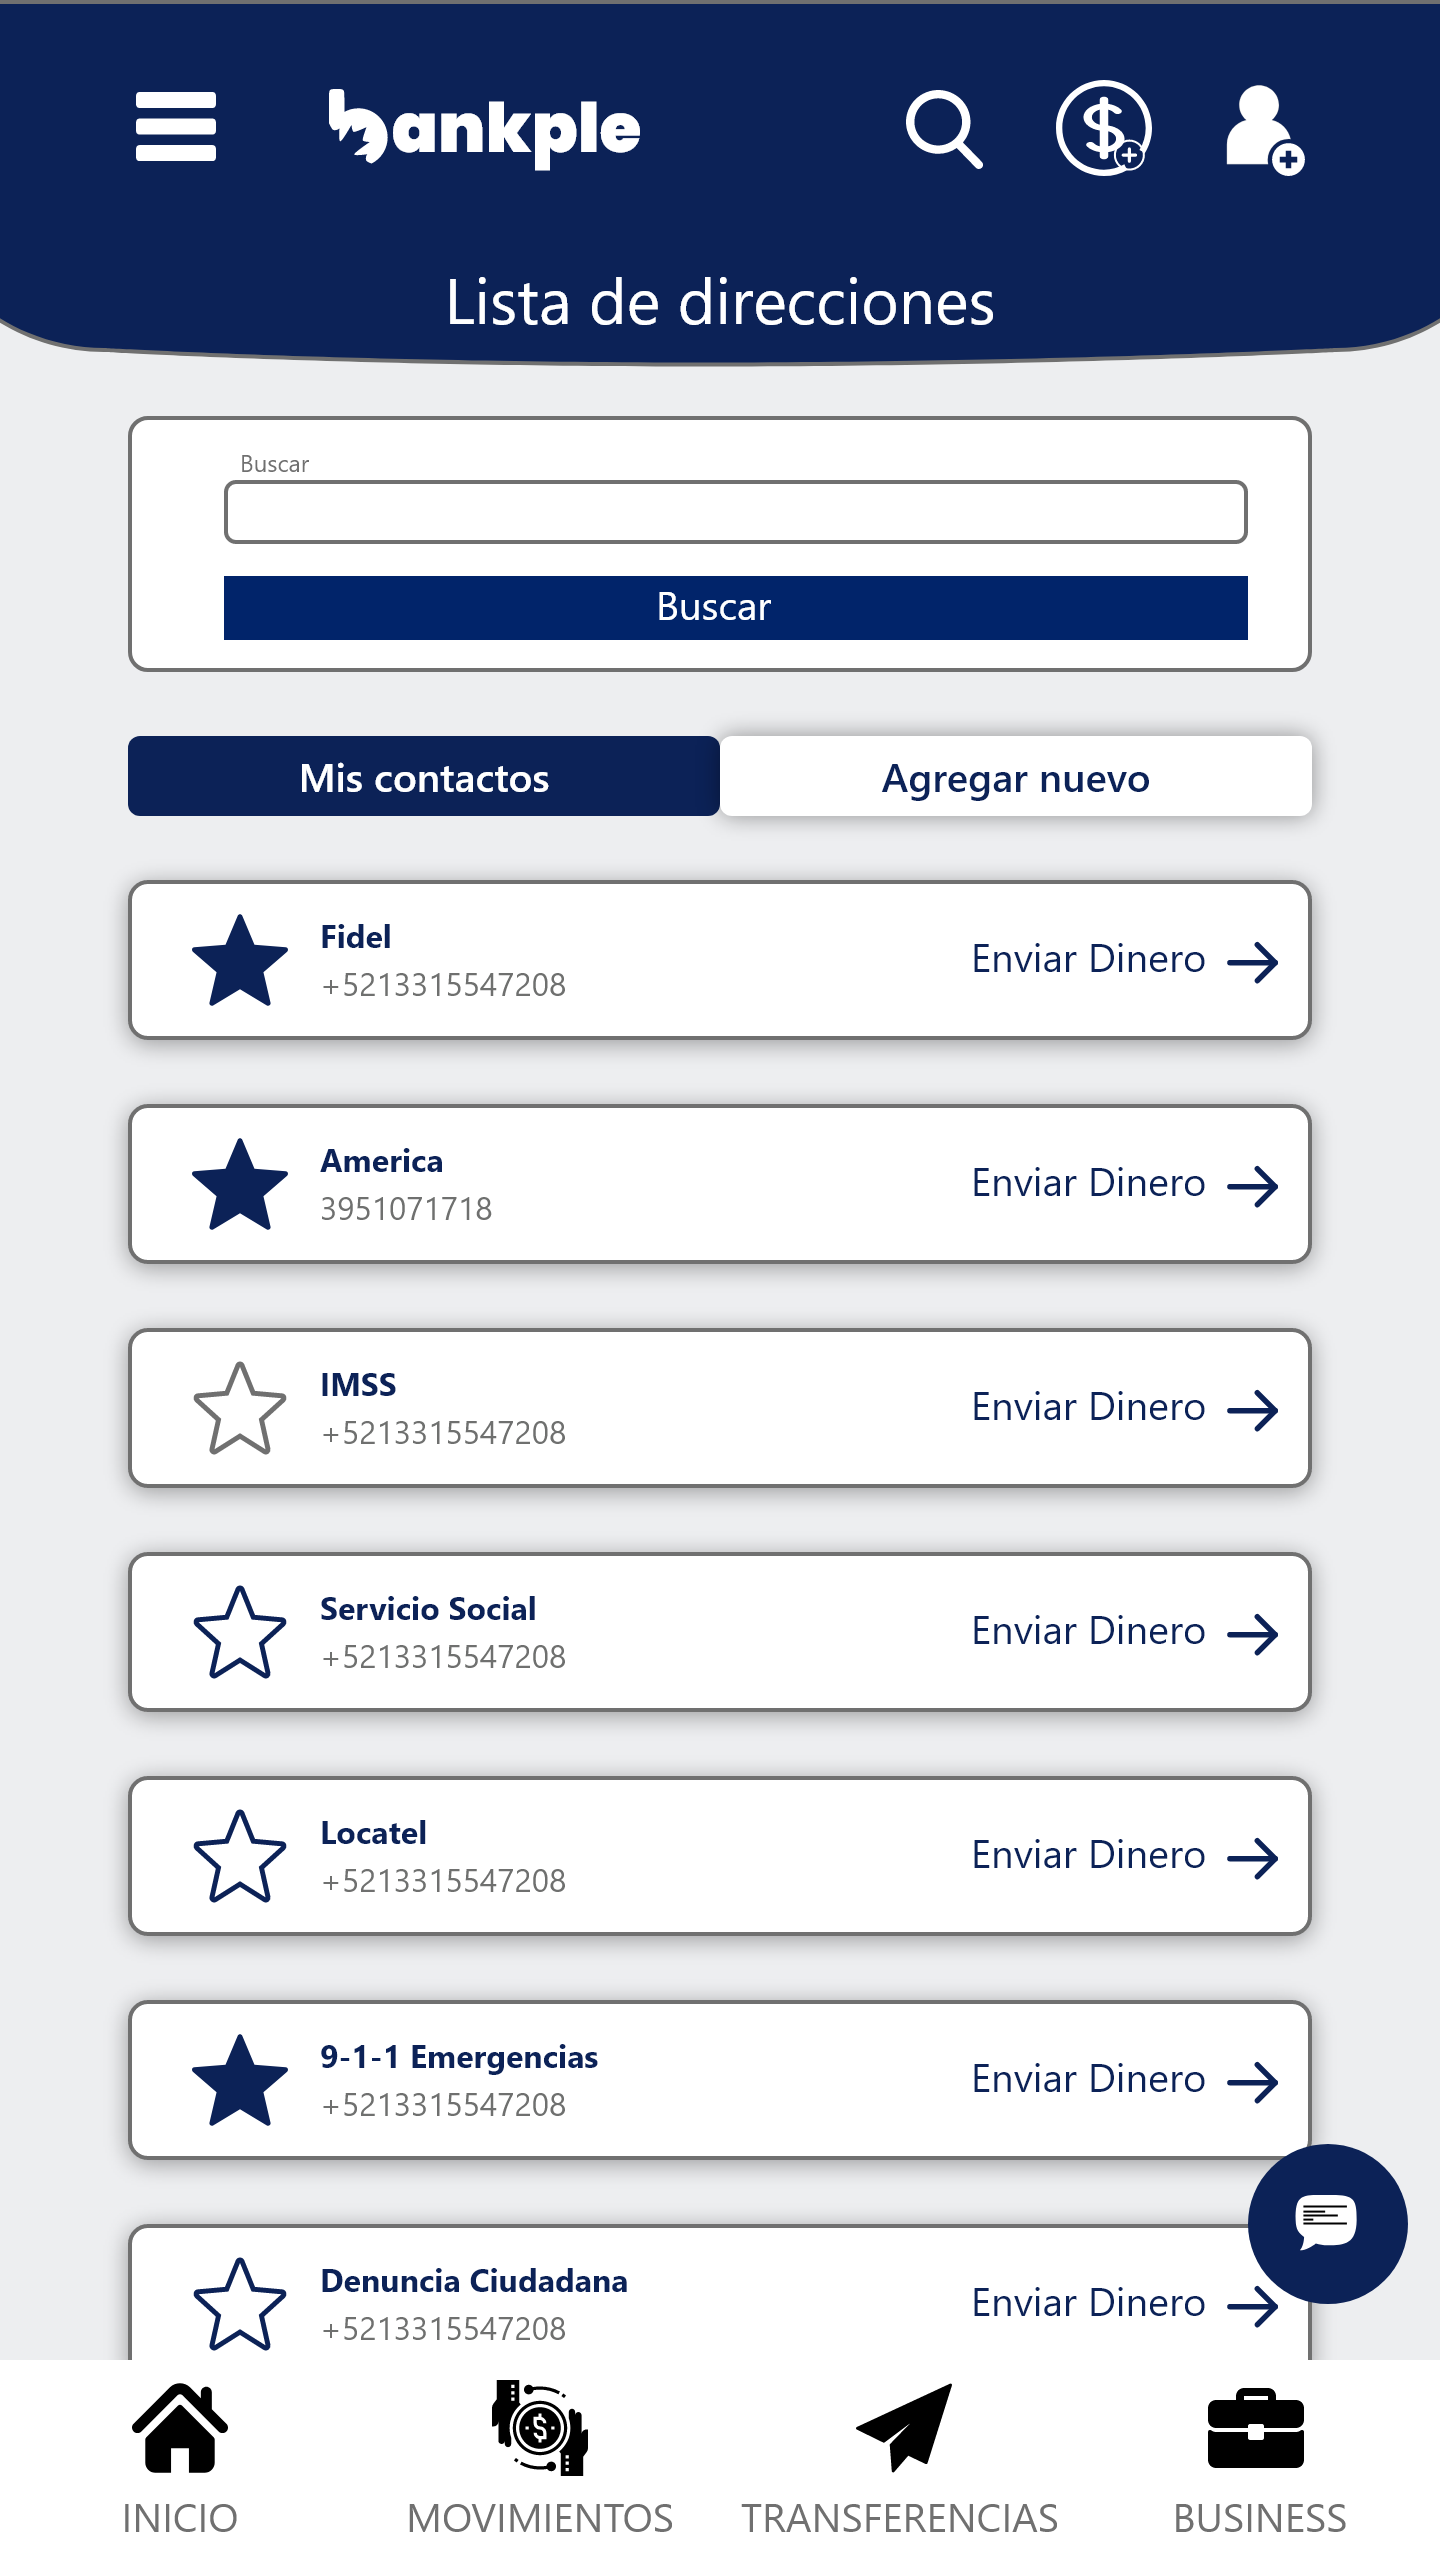 bankple
Lista de direcciones
Buscar
Buscar
Mis contactos
Agregar nuevo
Fidel
+5213315547208
Enviar Dinero
America
3951071718
Enviar Dinero
IMSS
+5213315547208
Enviar Dinero
Servicio Social
+5213315547208
Enviar Dinero
Locatel
+5213315547208
Enviar Dinero
9-1-1 Emergencias
+5213315547208
Enviar Dinero
Denuncia Ciudadana
+5213315547208
Enviar Dinero
INICIO
MOVIMIENTOS
TRANSFERENCIAS
BUSINESS